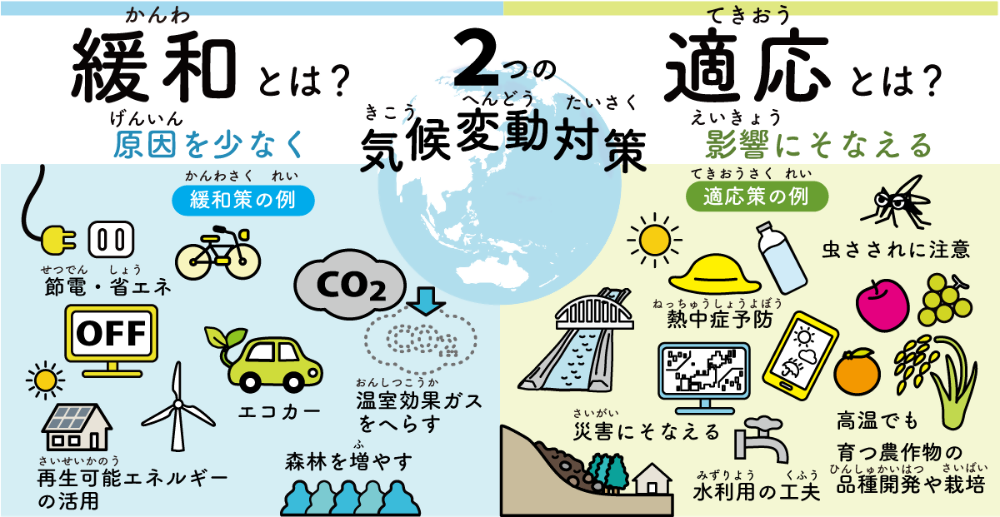 かんわ
緩和とは?
げんいん
原因を少なく
2つの
きこう へんどう たいさく
気候変動対策
てきおう
適応とは?
えいきょう
影響にそなえる
かんわさく れい
緩和策の例
せつでん しょう
節電・省エネ
OFF
エコカー
CO2
CO2
おんしつこうか
温室効果ガス
をへらす
さいせいかのう
再生可能エネルギー
の活用
ふ
森林を増やす
てきおうさく れい
適応策の例
虫さされに注意
ねっちゅうしょうよぼう
熱中症予防
さいがい
災害にそなえる
みずりよう くふう
水利用の工夫
高温でも
育つ農作物の
ひんしゅかいはつ さいばい
品種開発や栽培